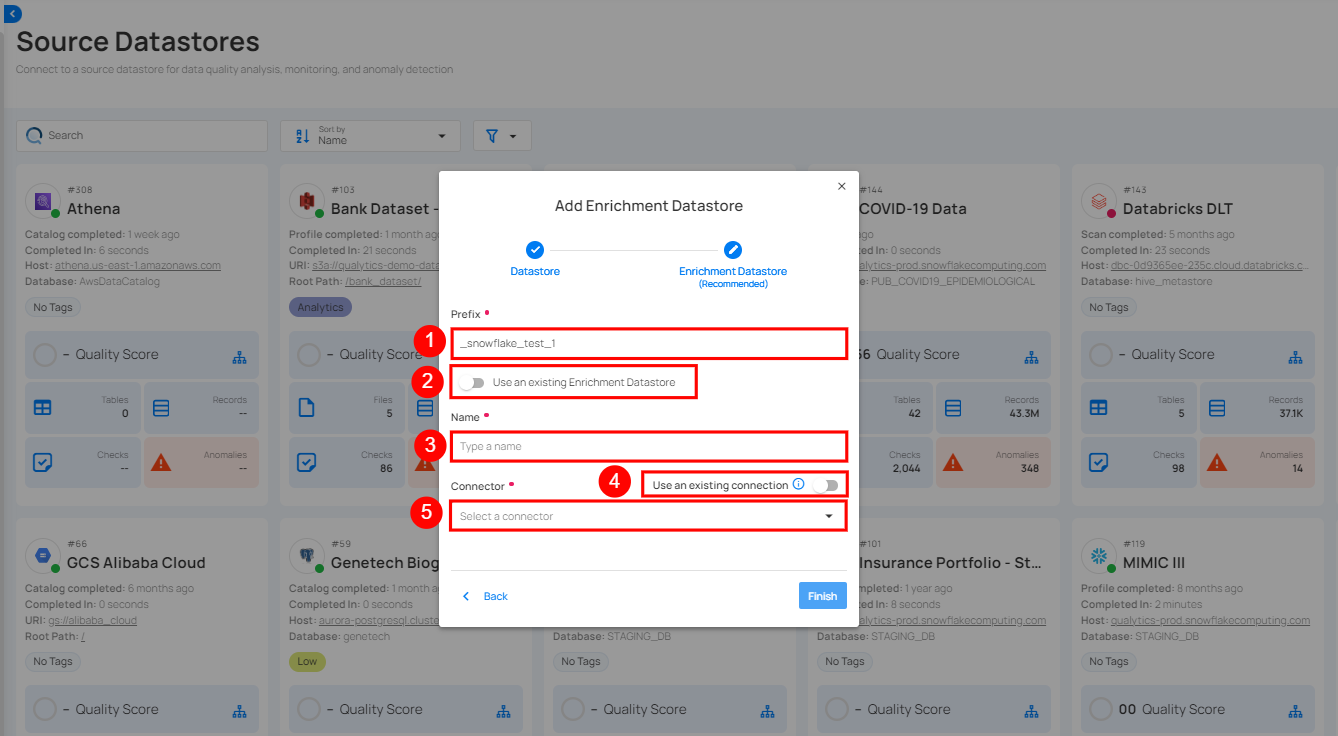 Source Datastores
Connect to a source datastore for data quality analysis, monitoring, and anomaly detection
Search
Sort by
Name
#308
Athena
Catalog completed: 1 week ago
Completed In: 6 seconds
Host: athena.us-east-1.amazonaws.com
Database: AwsDataCatalog
No Tags
– Quality Score
Tables
0
Records
--
Checks
--
Anomalies
--
#103
Bank Dataset -
Profile completed: 1 month ag
Completed In: 21 seconds
URI: s3a://qualytics-demo-data
Root Path: /bank_dataset/
Analytics
– Quality Score
Files
5
Checks
86
Add Enrichment Datastore
Datastore
Enrichment Datastore
(Recommended)
Prefix
1
_snowflake_test_1
2
Use an existing Enrichment Datastore
Name
3
Type a name
4
Connector
Use an existing connection
5
Select a connector
Back
Finish
#144
COVID-19 Data
ago
In: 0 seconds
alytics-prod.snowflakecomputing.com
e: PUB_COVID19_EPIDEMIOLOGICAL
66 Quality Score
Tables
42
Records
43.3M
Checks
2,044
Anomalies
348
#143
Databricks DLT
Scan completed: 5 months ago
Completed In: 23 seconds
Host: dbc-0d9365ee-235c.cloud.databricks.c...
Database: hive_metastore
No Tags
– Quality Score
Tables
5
Records
37.1K
Checks
98
Anomalies
14
#66
GCS Alibaba Cloud
Catalog completed: 6 months ago
Completed In: 0 seconds
URI: gs://alibaba_cloud
Root Path: /
No Tags
– Quality Score
#59
Genetech Biog
Catalog completed: 1 month a
Completed In: 0 seconds
Host: aurora-postgresql.cluste
Database: genetech
Low
– Quality Score
Database: STAGING_DB
No Tags
– Quality Score
#101
Insurance Portfolio - St...
mpleted: 1 year ago
ed In: 8 seconds
alytics-prod.snowflakecomputing.com
Database: STAGING_DB
No Tags
– Quality Score
#119
MIMIC III
Profile completed: 8 months ago
Completed In: 2 minutes
Host: qualytics-prod.snowflakecomputing.com
Database: STAGING_DB
No Tags
00 Quality Score